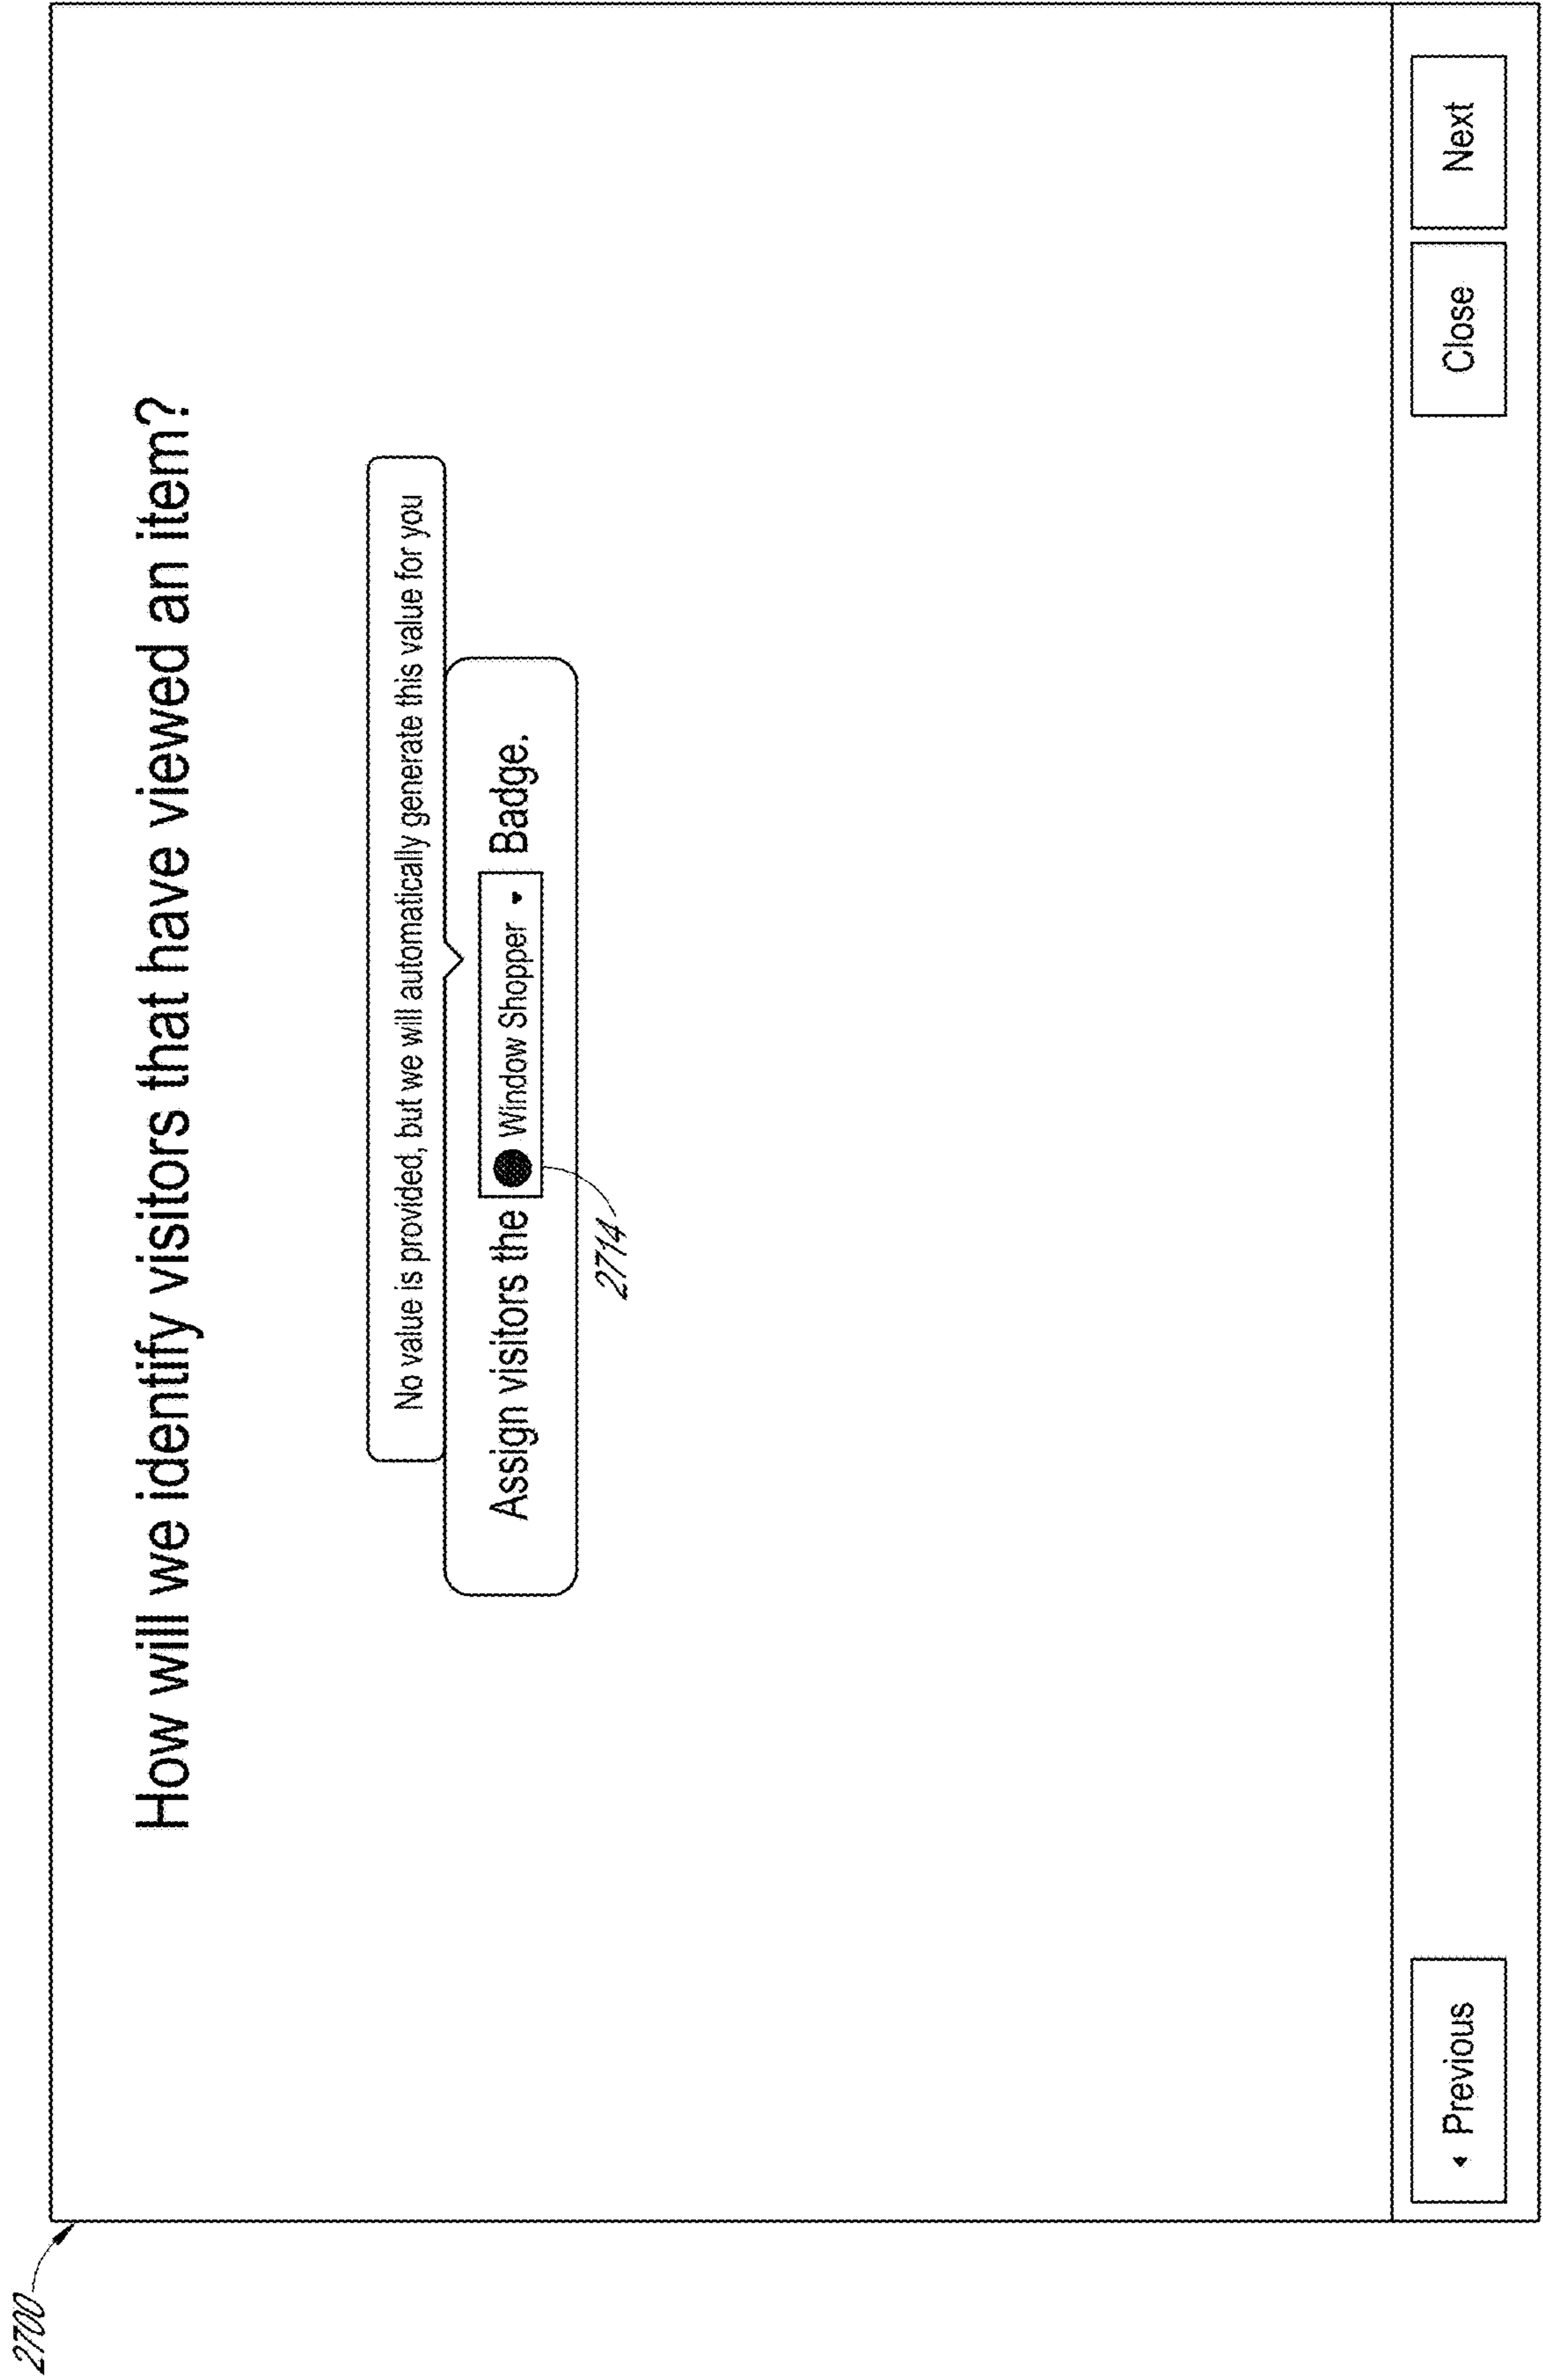 2700
How will we identify visitors that have viewed an item?
No value is provided, but we will automatically generate this value for you
Assign visitors the Window Shopper Badge.
2714
Previous
Close
Next